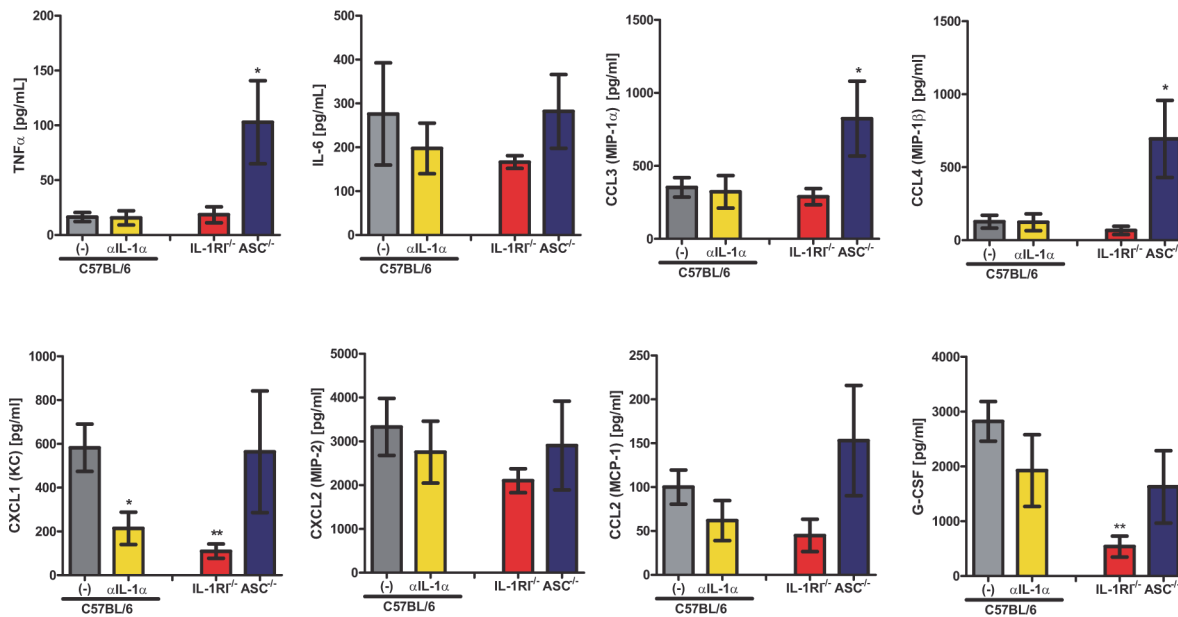 TNFα [pg/mL]
200
150
100
50
0
*
(-) αIL-1α IL-1RI-/- ASC-/-
C57BL/6
IL-6 [pg/mL]
500
400
300
200
100
0
(-) αIL-1α IL-1RI-/- ASC-/-
C57BL/6
CCL3 (MIP-1α) [pg/ml]
1500
1000
500
0
*
(-) αIL-1α IL-1RI-/- ASC-/-
C57BL/6
CCL4 (MIP-1β) [pg/ml]
1500
1000
500
0
*
(-) αIL-1α IL-1RI-/- ASC-/-
C57BL/6
CXCL1 (KC) [pg/ml]
1000
800
600
400
200
0
*
**
(-) αIL-1α IL-1RI-/- ASC-/-
C57BL/6
CXCL2 (MIP-2) [pg/ml]
5000
4000
3000
2000
1000
0
(-) αIL-1α IL-1RI-/- ASC-/-
C57BL/6
CCL2 (MCP-1) [pg/ml]
250
200
150
100
50
0
(-) αIL-1α IL-1RI-/- ASC-/-
C57BL/6
G-CSF [pg/ml]
4000
3000
2000
1000
0
**
(-) αIL-1α IL-1RI-/- ASC-/-
C57BL/6